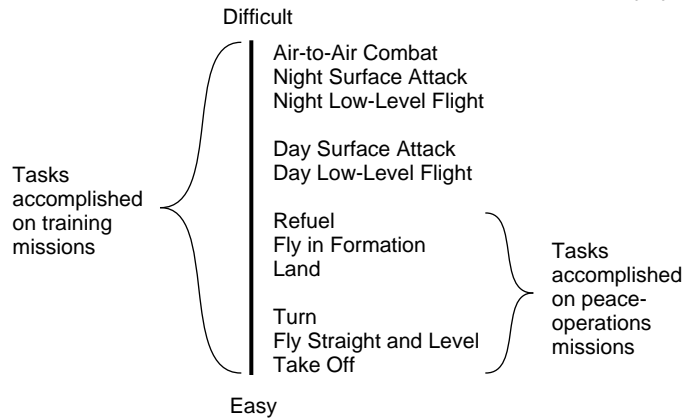 Difficult
Air-to-Air Combat
Night Surface Attack
Night Low-Level Flight
Day Surface Attack
Day Low-Level Flight
Tasks
accomplished
on training
missions
Refuel
Fly in Formation
Land
Turn
Fly Straight and Level
Take Off
Tasks
accomplished
on peace-
operations
missions
Easy